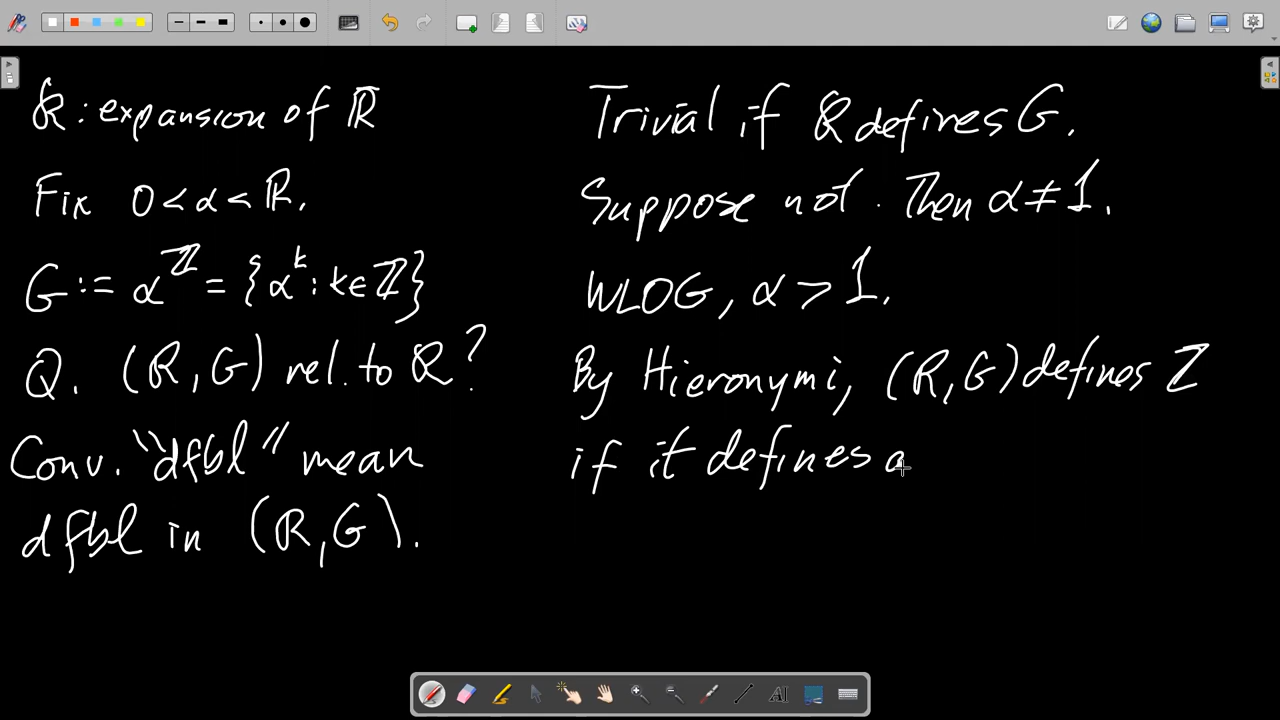 ℜ : expansion of ℝ
Fix 0 < α < ℝ.
G := α^ℤ = {α^k : k ∈ ℤ}
Q. (ℜ, G) rel. to ℜ?
Conv. "dfbl" mean
dfbl in (ℜ, G).
Trivial if ℜ defines G.
Suppose not. Then α ≠ 1.
WLOG, α > 1.
By Hieronymi, (ℜ, G) defines ℤ
if it defines a